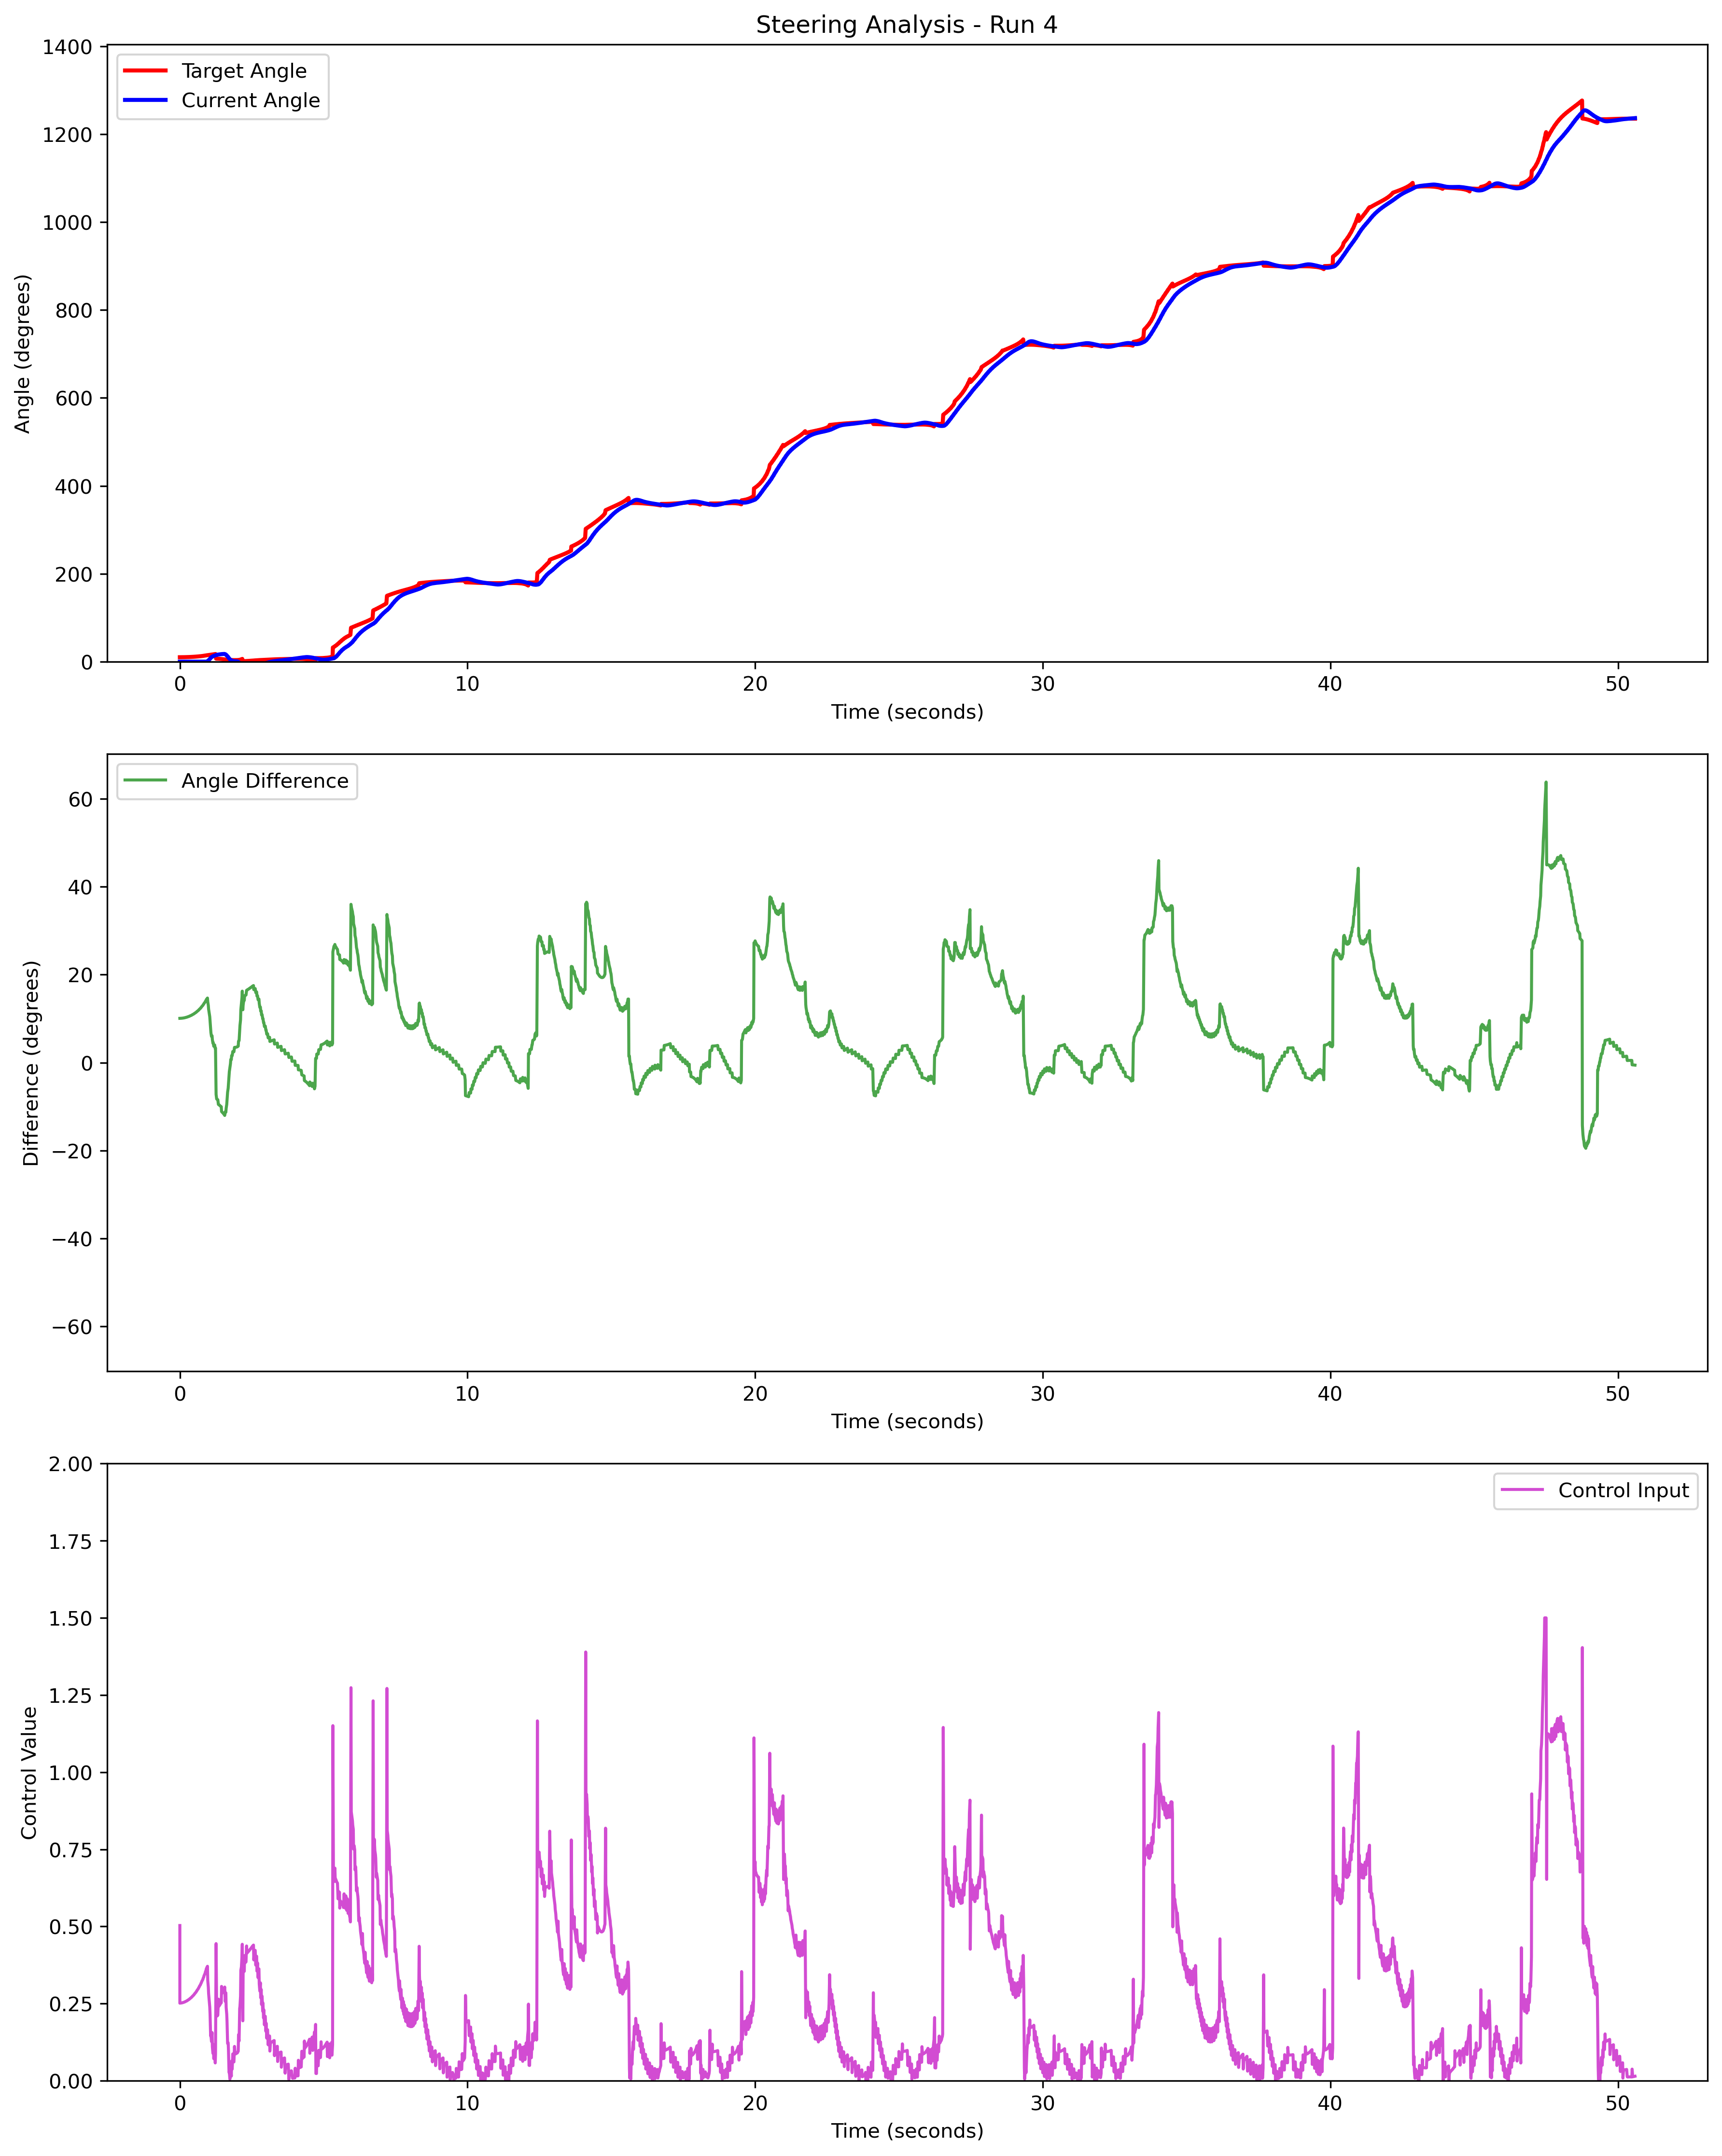 Steering Analysis - Run 4
Target Angle
Current Angle
Angle (degrees)
1400
1200
1000
800
600
400
200
0
0 10 20 30 40 50
Time (seconds)
Angle Difference
Difference (degrees)
60
40
20
0
−20
−40
−60
0 10 20 30 40 50
Time (seconds)
Control Input
Control Value
2.00
1.75
1.50
1.25
1.00
0.75
0.50
0.25
0.00
0 10 20 30 40 50
Time (seconds)